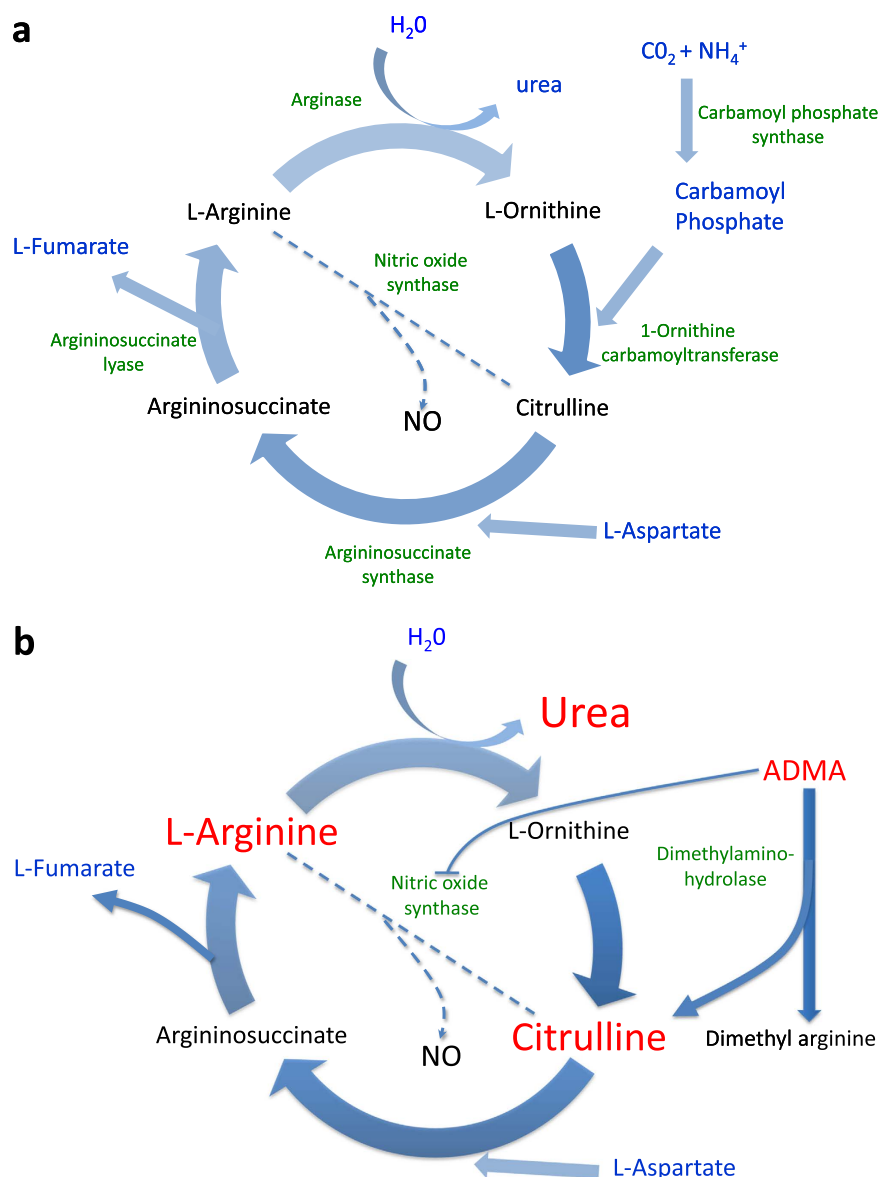 a
H₂0
C0₂ + NH₄⁺
Arginase
urea
Carbamoyl phosphate
synthase
L-Arginine
L-Ornithine
Carbamoyl
Phosphate
L-Fumarate
Nitric oxide
synthase
Argininosuccinate
lyase
1-Ornithine
carbamoyltransferase
Argininosuccinate
NO
Citrulline
L-Aspartate
Argininosuccinate
synthase
b
H₂0
Urea
ADMA
L-Arginine
L-Ornithine
L-Fumarate
Nitric oxide
synthase
Dimethylamino-
hydrolase
Argininosuccinate
NO
Citrulline
Dimethyl arginine
L-Aspartate